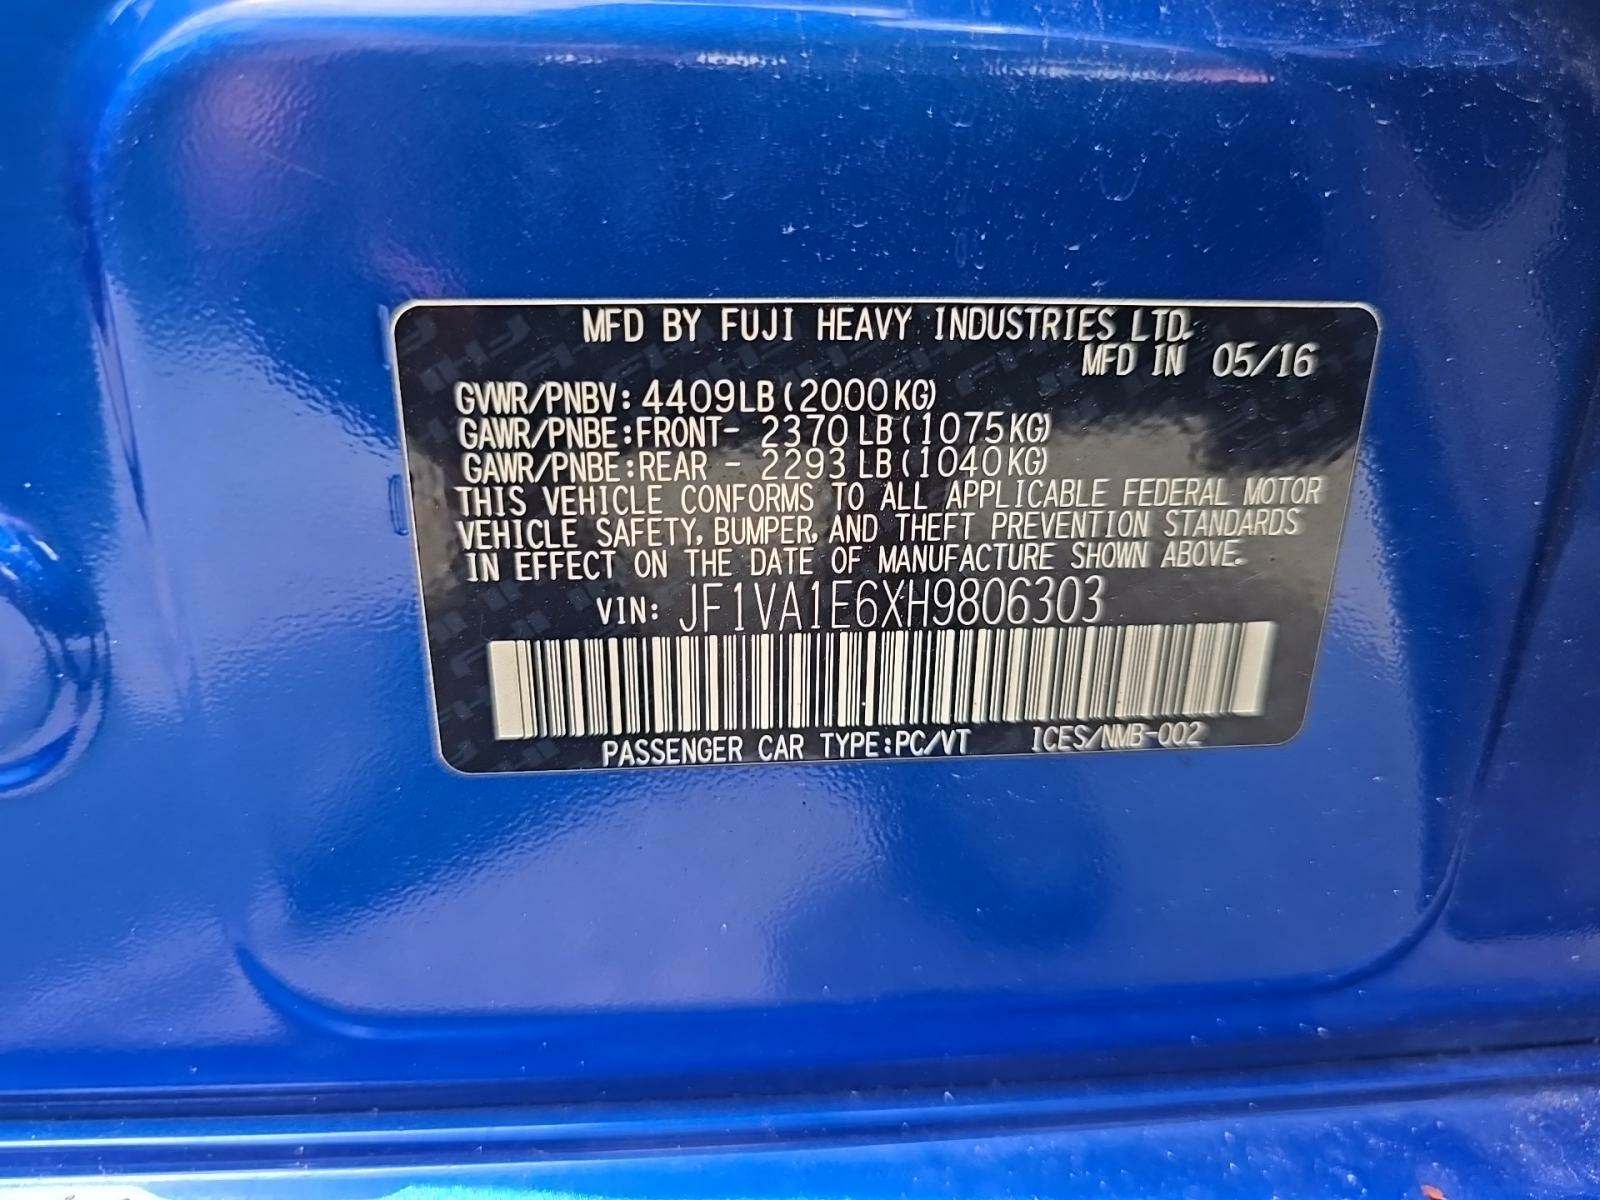 MFD BY FUJI HEAVY INDUSTRIES LTD.
MFD IN 05/16
GVWR/PNBV: 4409LB (2000KG)
GAWR/PNBE:FRONT- 2370 LB (1075KG)
GAWR/PNBE:REAR - 2293 LB (1040KG)
THIS VEHICLE CONFORMS TO ALL APPLICABLE FEDERAL MOTOR
VEHICLE SAFETY, BUMPER, AND THEFT PREVENTION STANDARDS
IN EFFECT ON THE DATE OF MANUFACTURE SHOWN ABOVE.
VIN: JF1VA1E6XH9806303
PASSENGER CAR TYPE:PC/VT ICES/NMB-002